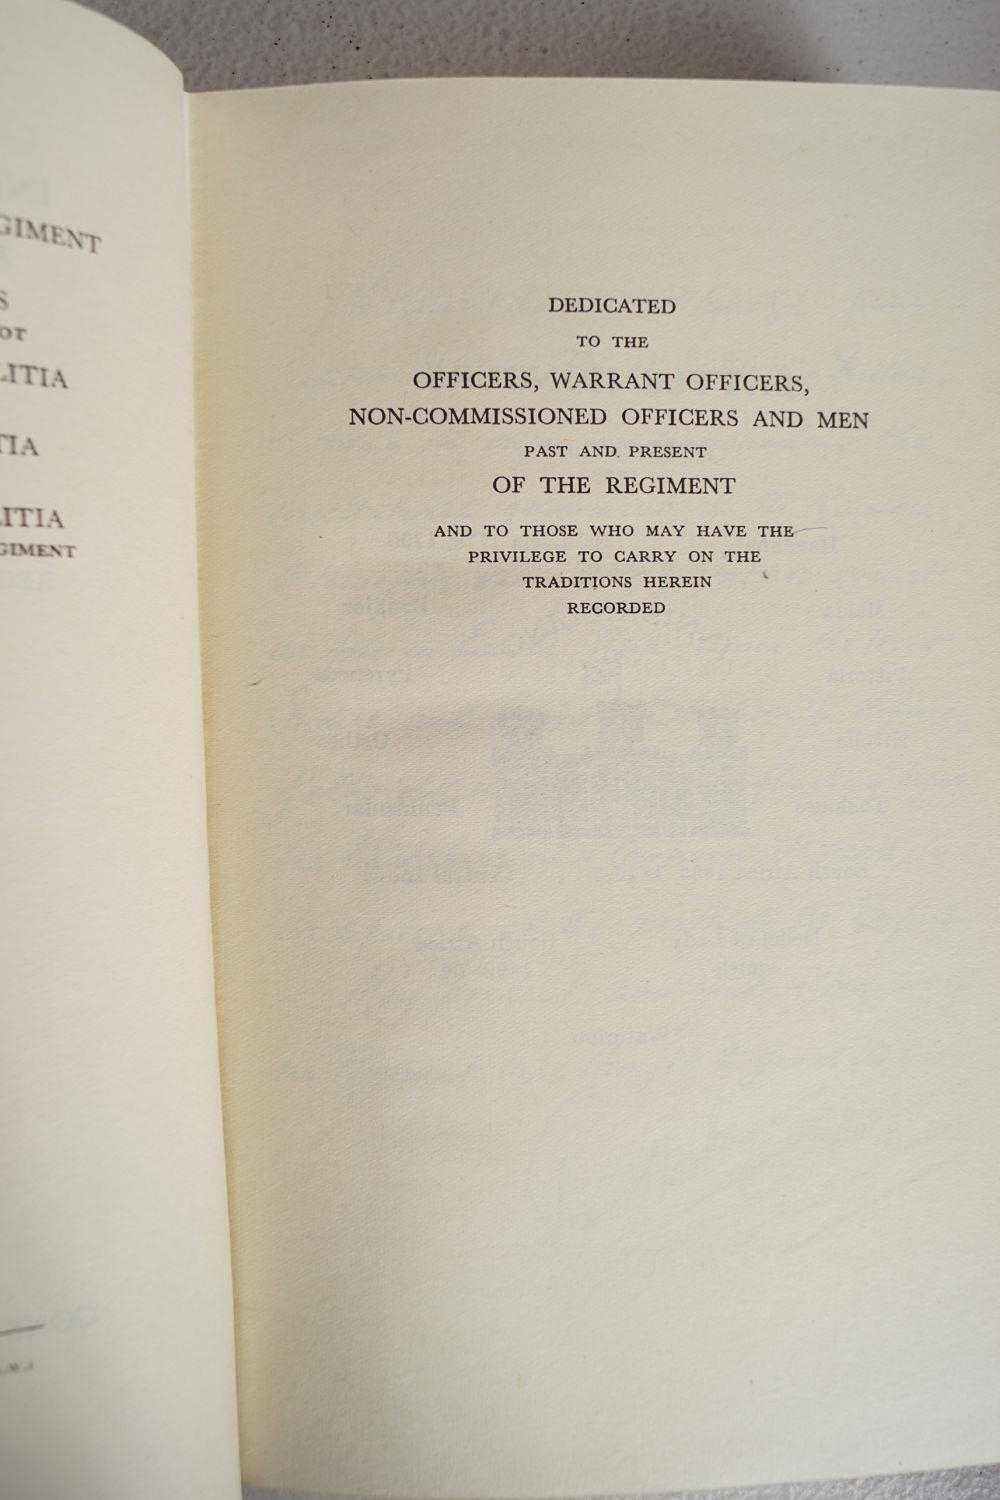 GIMENT
S
or
LITIA
TIA
LITIA
GIMENT
DEDICATED
TO THE
OFFICERS, WARRANT OFFICERS,
NON-COMMISSIONED OFFICERS AND MEN
PAST AND PRESENT
OF THE REGIMENT
AND TO THOSE WHO MAY HAVE THE
PRIVILEGE TO CARRY ON THE
TRADITIONS HEREIN
RECORDED